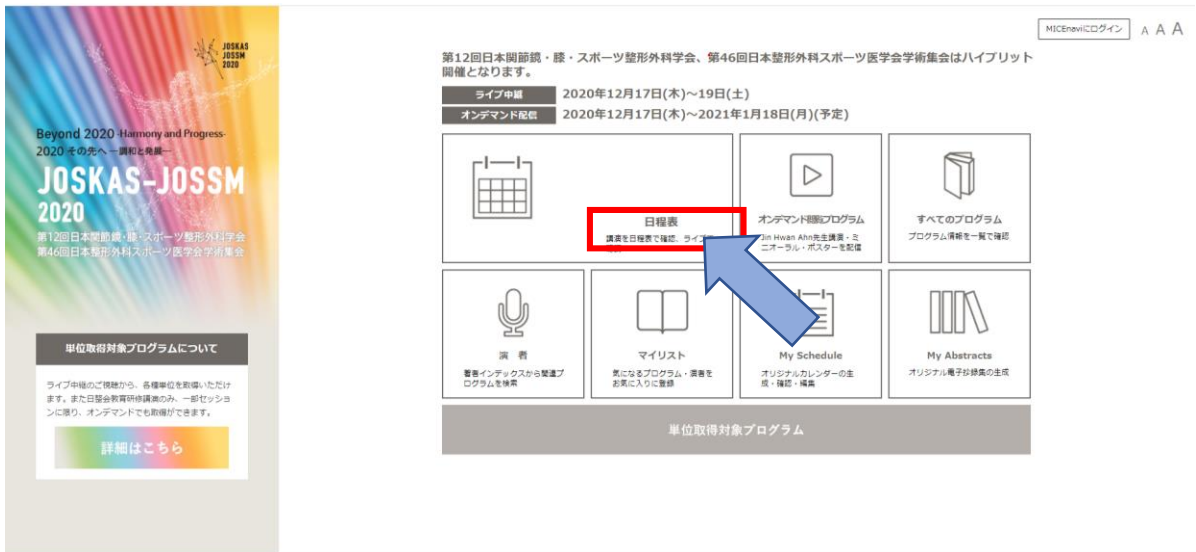 JOSKAS
JOSSM
2020
Beyond 2020 -Harmony and Progress-
2020 その先へ ―調和と発展―
JOSKAS-JOSSM
2020
第12回日本関節鏡・膝・スポーツ整形外科学会
第46回日本整形外科スポーツ医学会学術集会
単位取得対象プログラムについて
ライブ中継のご視聴から、各種単位を取得いただけ
ます。また日整会教育研修講演のみ、一部セッショ
ンに限り、オンデマンドでも取得ができます。
詳細はこちら
MICEnaviにログイン
A A A
第12回日本関節鏡・膝・スポーツ整形外科学会、第46回日本整形外科スポーツ医学会学術集会はハイブリット
開催となります。
ライブ中継 2020年12月17日(木)～19日(土)
オンデマンド配信 2020年12月17日(木)～2021年1月18日(月)(予定)
日程表
講演を日程表で確認、ライブ
オンデマンド限定プログラム
Jin Hwan Ahn先生講演・ミ
ニオーラル・ポスターを配信
すべてのプログラム
プログラム情報を一覧で確認
演 者
著者インデックスから関連プ
ログラムを検索
マイリスト
気になるプログラム・演者を
お気に入りに登録
My Schedule
オリジナルカレンダーの生
成・確認・編集
My Abstracts
オリジナル電子抄録集の生成
単位取得対象プログラム